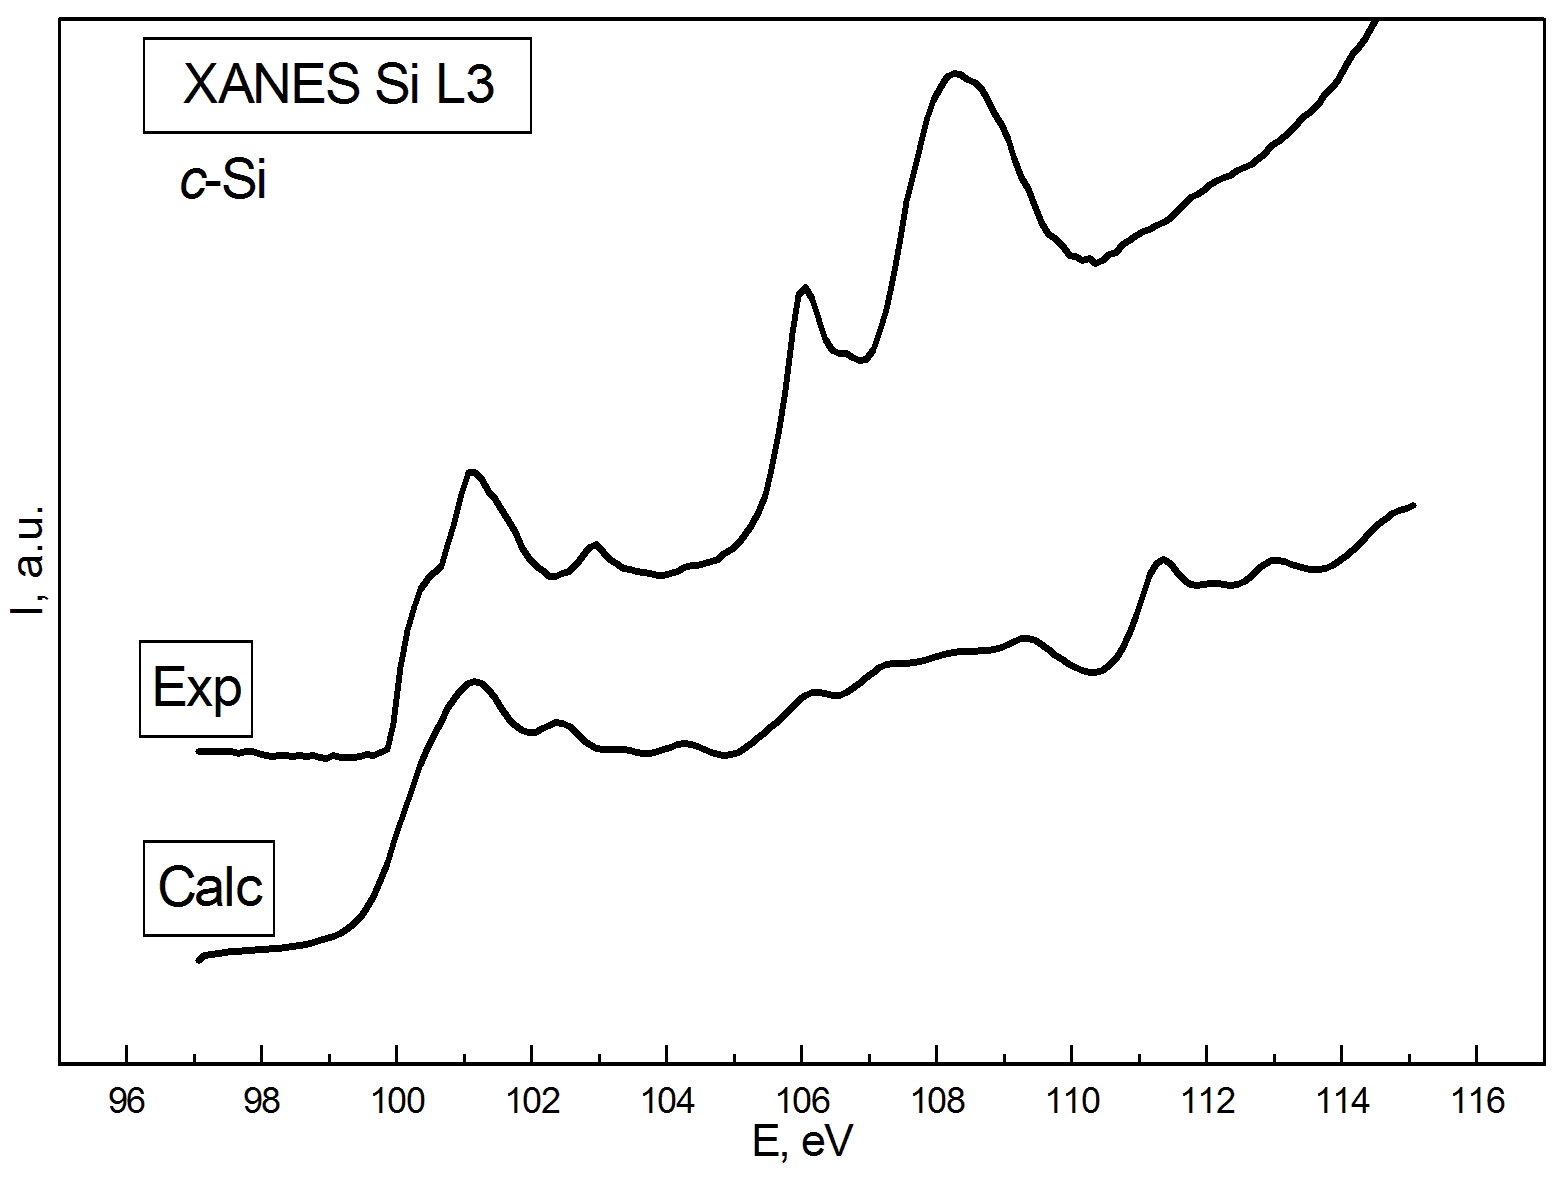 XANES Si L3
c-Si
I, a.u.
Exp
Calc
96 98 100 102 104 106 108 110 112 114 116
E, eV